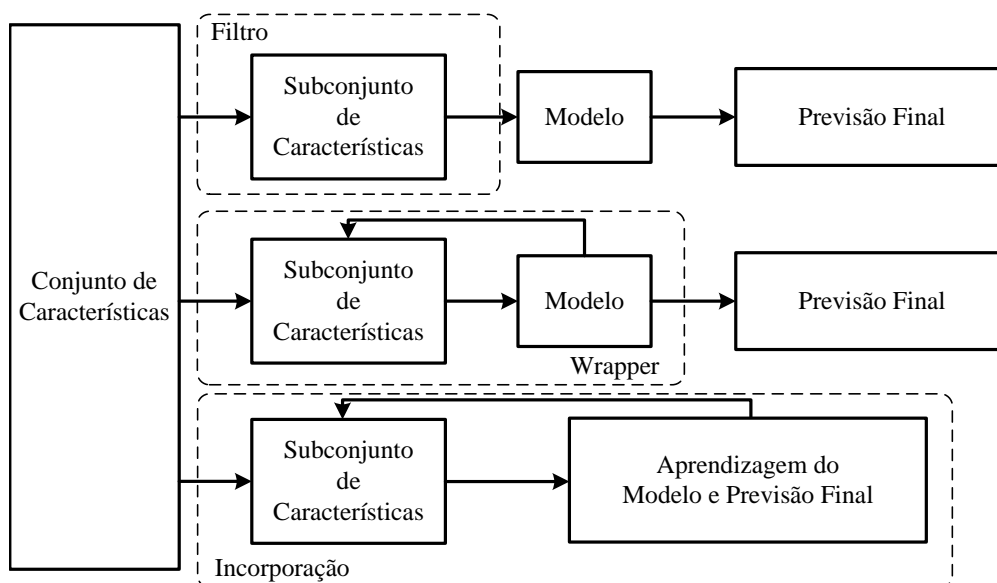 Filtro
Subconjunto
de
Características
Modelo
Previsão Final
Conjunto de
Características
Subconjunto
de
Características
Modelo
Previsão Final
Wrapper
Subconjunto
de
Características
Aprendizagem do
Modelo e Previsão Final
Incorporação